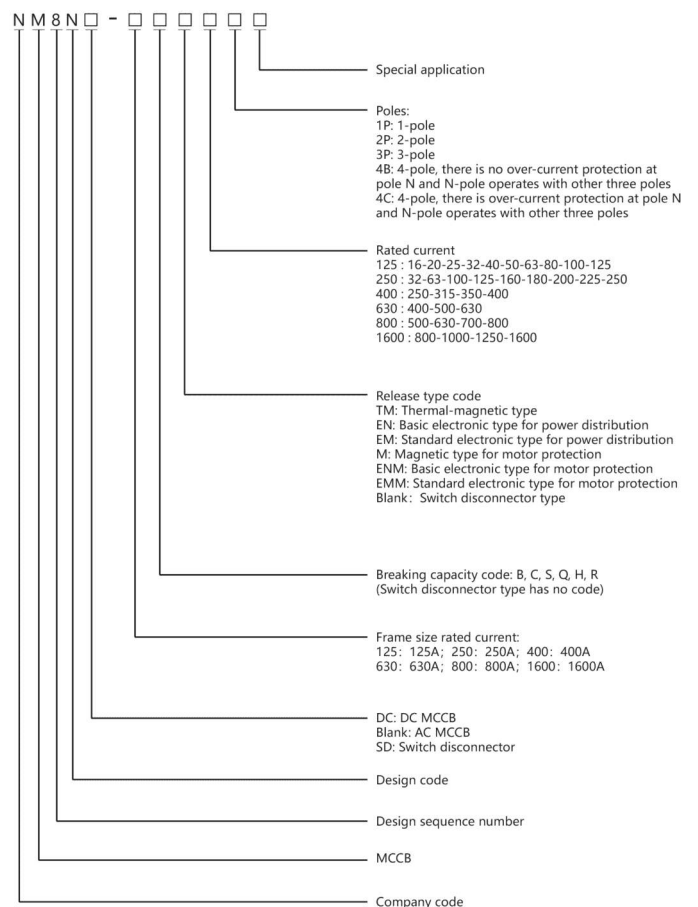 NM8N□-□□□□□□
Special application
Poles:
1P: 1-pole
2P: 2-pole
3P: 3-pole
4B: 4-pole, there is no over-current protection at
pole N and N-pole operates with other three poles
4C: 4-pole, there is over-current protection at pole N
and N-pole operates with other three poles
Rated current
125 : 16-20-25-32-40-50-63-80-100-125
250 : 32-63-100-125-160-180-200-225-250
400 : 250-315-350-400
630 : 400-500-630
800 : 500-630-700-800
1600 : 800-1000-1250-1600
Release type code
TM: Thermal-magnetic type
EN: Basic electronic type for power distribution
EM: Standard electronic type for power distribution
M: Magnetic type for motor protection
ENM: Basic electronic type for motor protection
EMM: Standard electronic type for motor protection
Blank： Switch disconnector type
Breaking capacity code: B, C, S, Q, H, R
(Switch disconnector type has no code)
Frame size rated current:
125：125A；250：250A；400：400A
630：630A；800：800A；1600：1600A
DC: DC MCCB
Blank: AC MCCB
SD: Switch disconnector
Design code
Design sequence number
MCCB
Company code